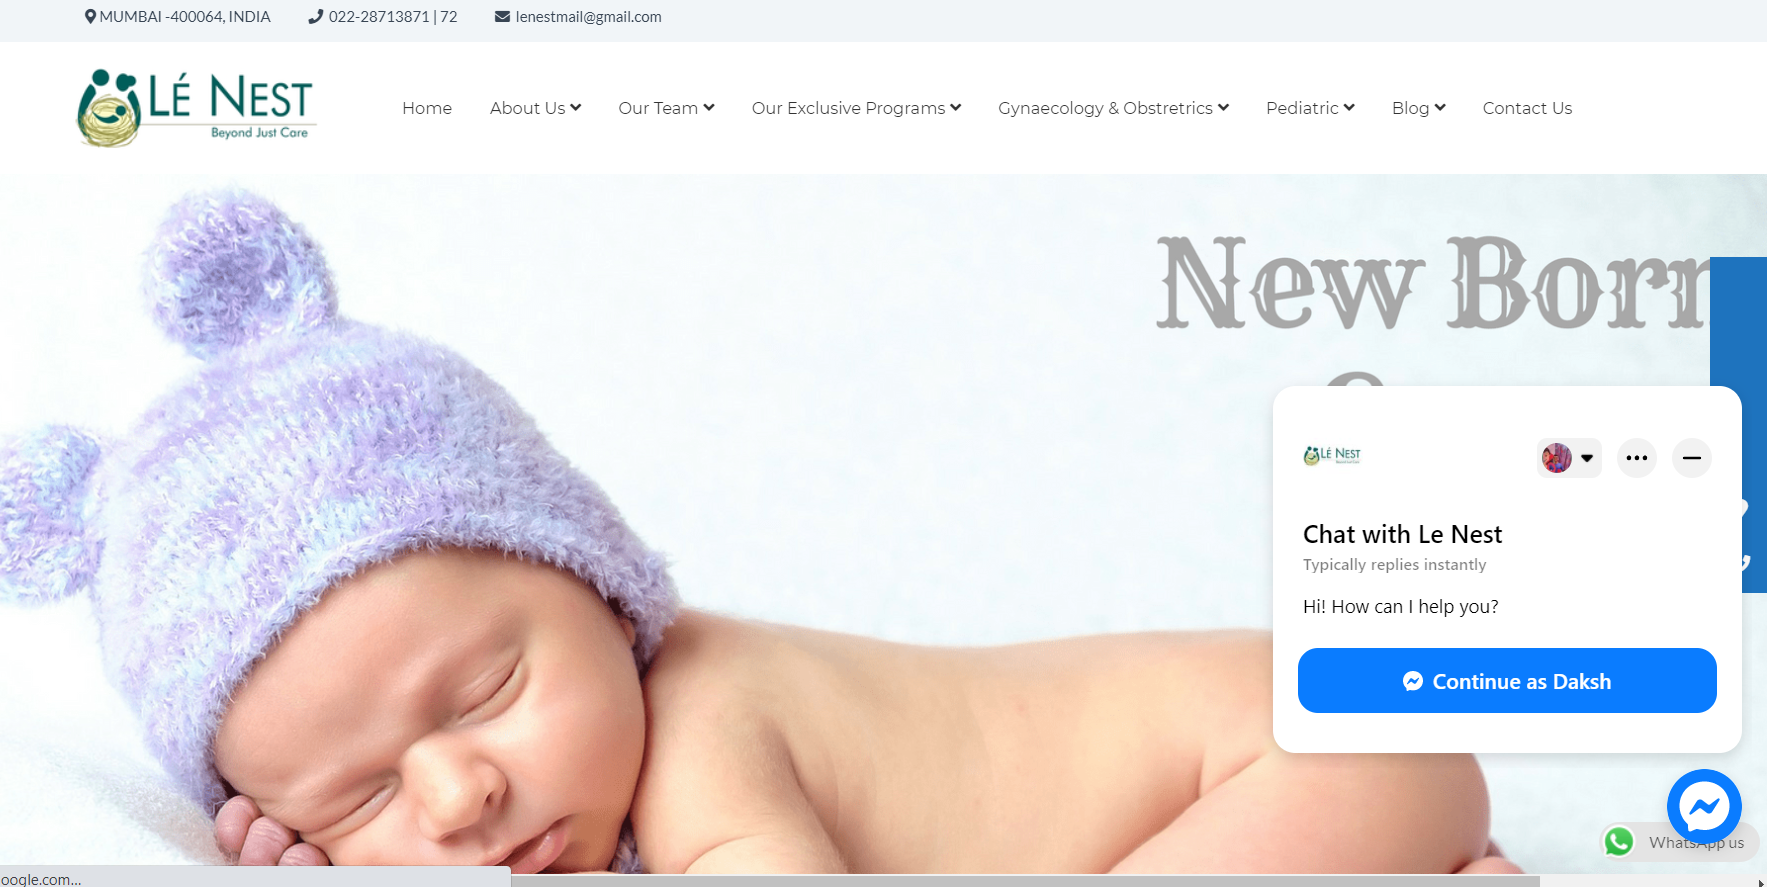 MUMBAI -400064, INDIA 022-28713871 | 72 lenestmail@gmail.com
LÉ NEST
Beyond Just Care
Home About Us Our Team Our Exclusive Programs Gynaecology & Obstretrics Pediatric Blog Contact Us
New Born
LÉ NEST
Chat with Le Nest
Typically replies instantly
Hi! How can I help you?
Continue as Daksh
WhatsApp us
oogle.com...